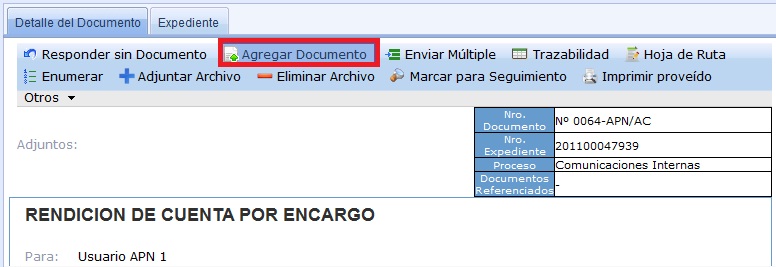 Detalle del Documento Expediente
Responder sin Documento Agregar Documento Enviar Múltiple Trazabilidad Hoja de Ruta
Enumerar Adjuntar Archivo Eliminar Archivo Marcar para Seguimiento Imprimir proveído
Otros
Adjuntos:
Nro. Documento Nº 0064-APN/AC
Nro. Expediente 201100047939
Proceso Comunicaciones Internas
Documentos Referenciados -
RENDICION DE CUENTA POR ENCARGO
Para: Usuario APN 1